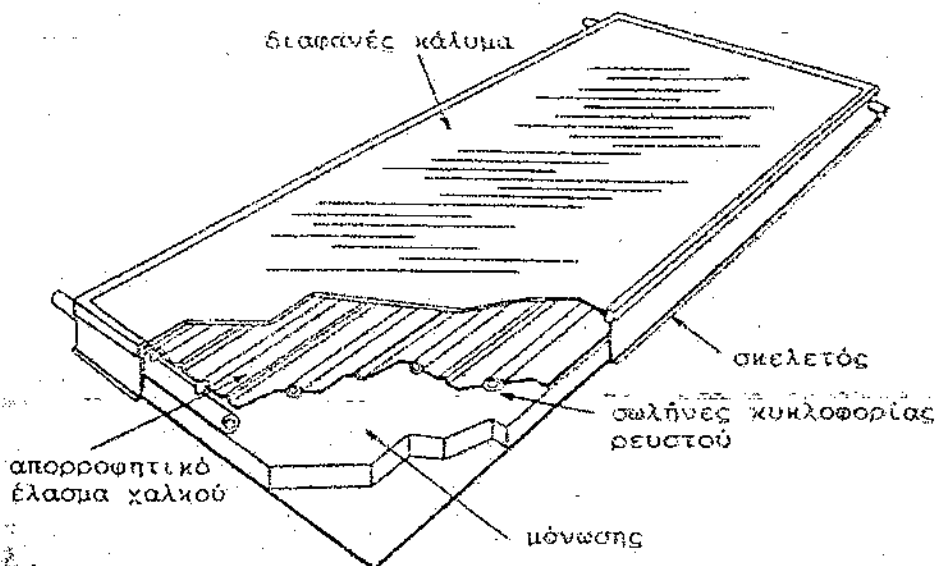 διαφανές κάλυμα
σκελετός
σωλήνες κυκλοφορίας
ρευστού
απορροφητικό
έλασμα χαλκού
μόνωσης